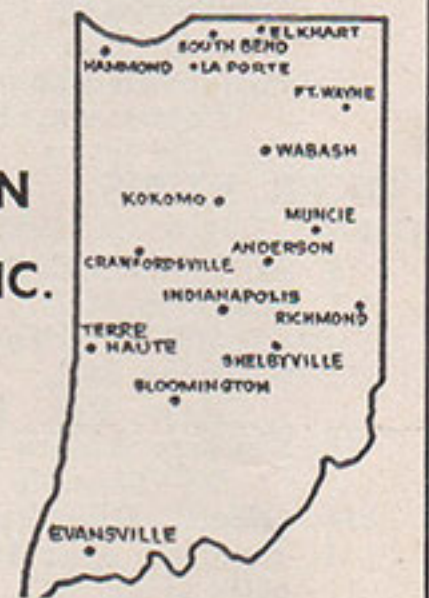 ELKHART
SOUTH BEND
HAMMOND
LA PORTE
FT. WAYNE
WABASH
N
KOKOMO
MUNCIE
ANDERSON
CRAWFORDSVILLE
IC.
INDIANAPOLIS
RICHMOND
TERRE
HAUTE
SHELBYVILLE
BLOOMINGTON
EVANSVILLE